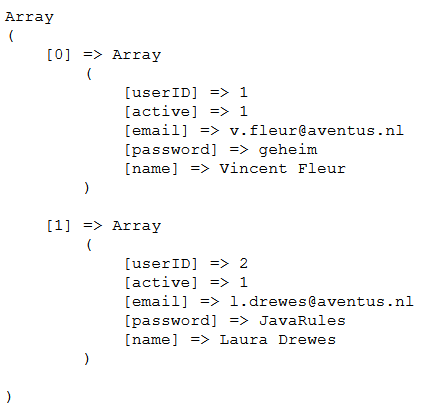 Array
(
    [0] => Array
        (
            [userID] => 1
            [active] => 1
            [email] => v.fleur@aventus.nl
            [password] => geheim
            [name] => Vincent Fleur
        )

    [1] => Array
        (
            [userID] => 2
            [active] => 1
            [email] => l.drewes@aventus.nl
            [password] => JavaRules
            [name] => Laura Drewes
        )

)